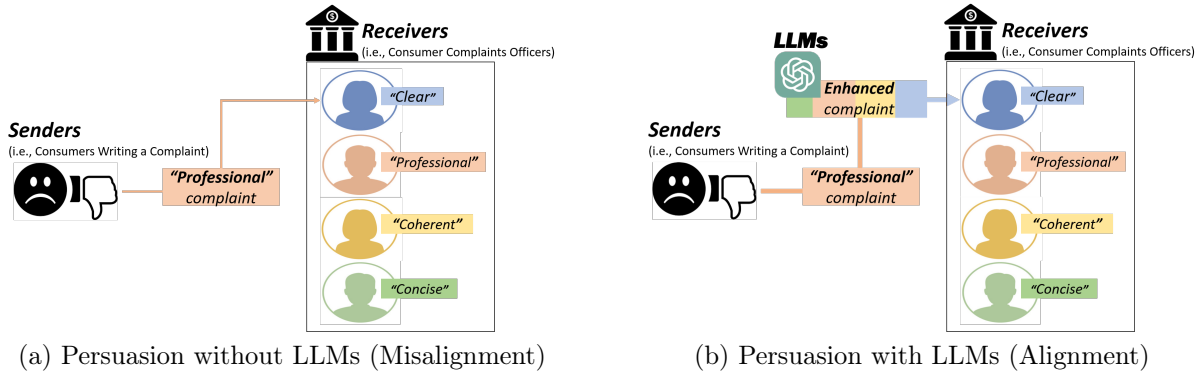 Receivers
(i.e., Consumer Complaints Officers)
"Clear"
Senders
(i.e., Consumers Writing a Complaint)
"Professional"
"Professional"
complaint
"Coherent"
"Concise"
(a) Persuasion without LLMs (Misalignment)
Receivers
(i.e., Consumer Complaints Officers)
LLMs
Enhanced
complaint
"Clear"
Senders
(i.e., Consumers Writing a Complaint)
"Professional"
"Professional"
complaint
"Coherent"
"Concise"
(b) Persuasion with LLMs (Alignment)